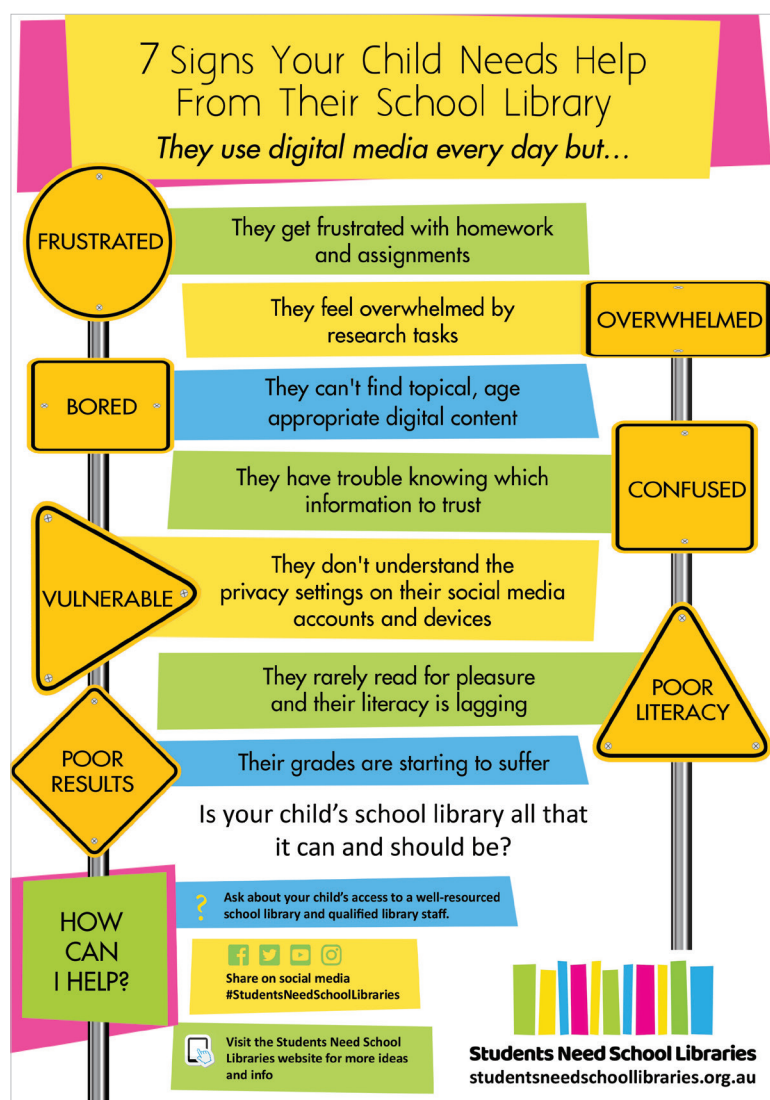 7 Signs Your Child Needs Help
From Their School Library
They use digital media every day but...
FRUSTRATED
They get frustrated with homework
and assignments
They feel overwhelmed by
research tasks
OVERWHELMED
BORED
They can't find topical, age
appropriate digital content
They have trouble knowing which
information to trust
CONFUSED
VULNERABLE
They don't understand the
privacy settings on their social media
accounts and devices
They rarely read for pleasure
and their literacy is lagging
POOR
LITERACY
POOR
RESULTS
Their grades are starting to suffer
Is your child's school library all that
it can and should be?
HOW
CAN
I HELP?
?
Ask about your child's access to a well-resourced
school library and qualified library staff.
Share on social media
#StudentsNeedSchoolLibraries
Visit the Students Need School
Libraries website for more ideas
and info
Students Need School Libraries
studentsneedschoollibraries.org.au